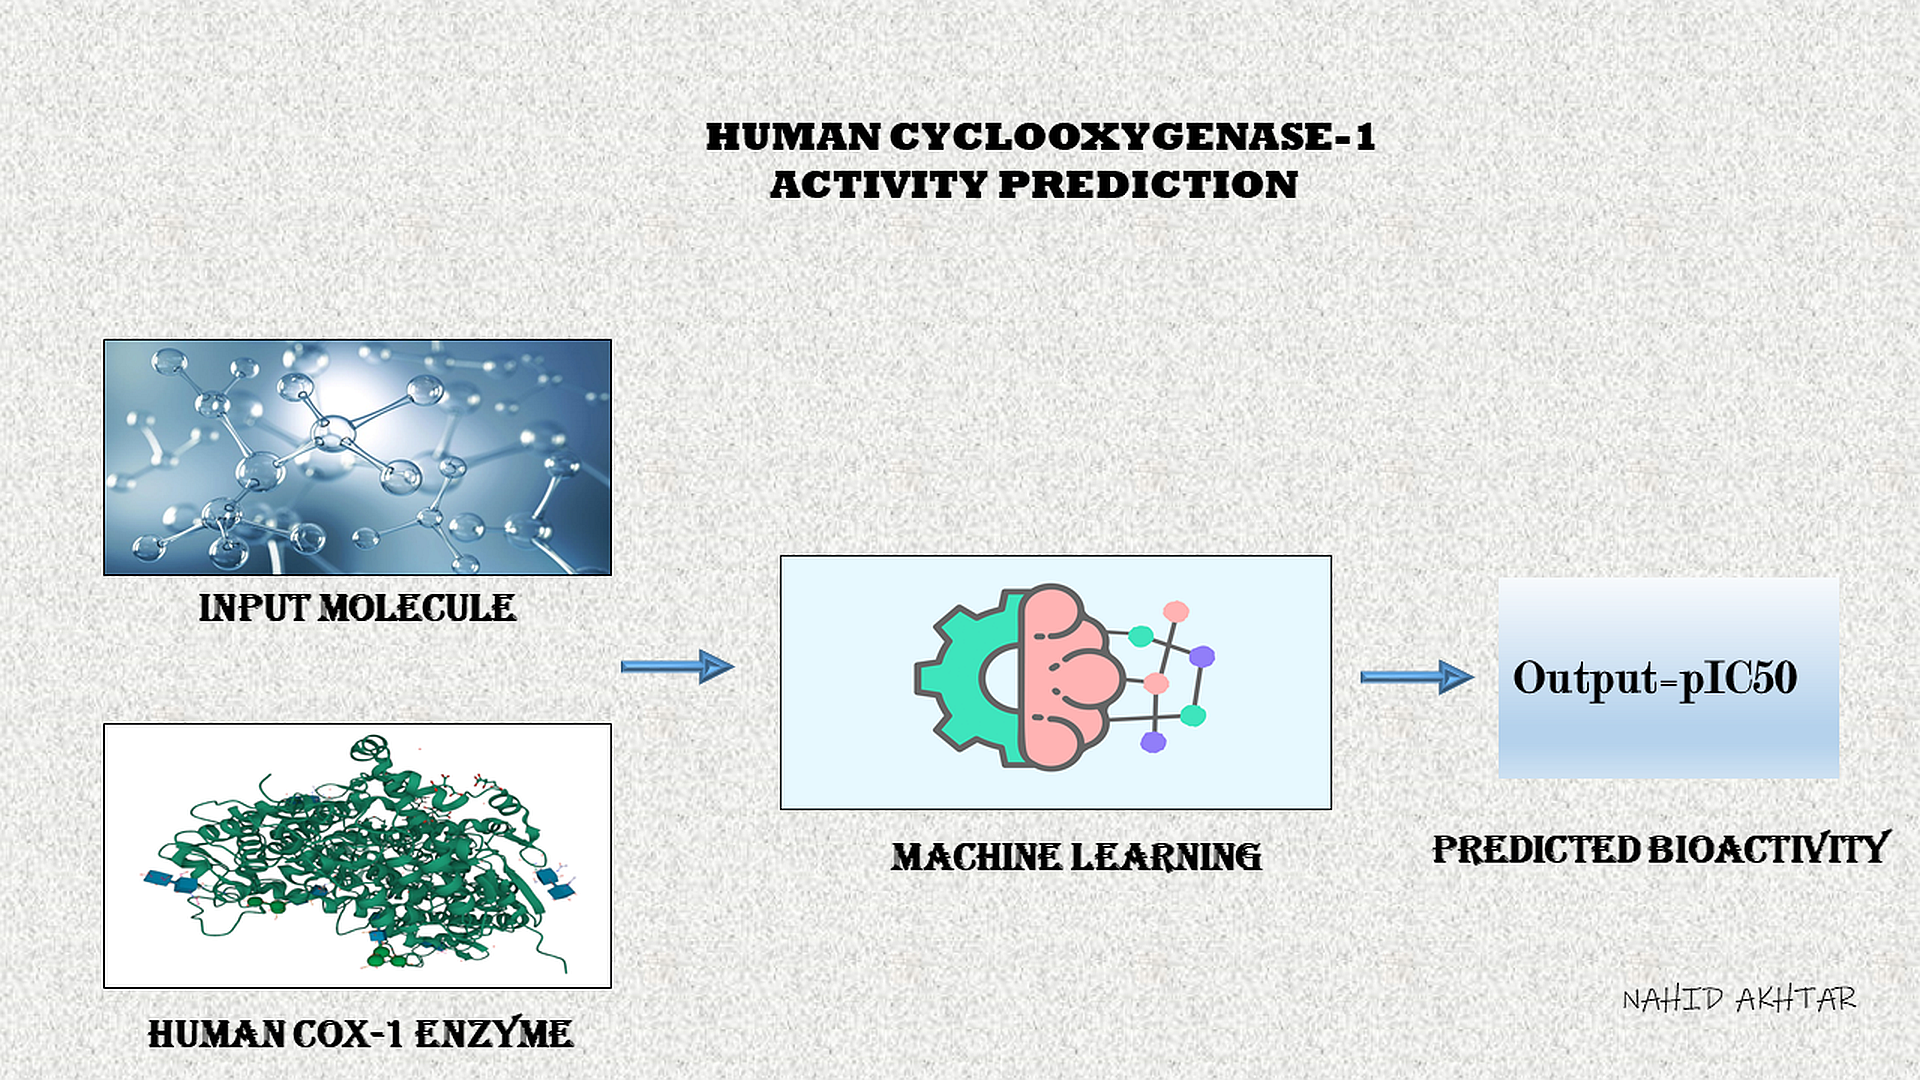 HUMAN CYCLOOXYGENASE-1
ACTIVITY PREDICTION
INPUT MOLECULE
HUMAN COX-1 ENZYME
MACHINE LEARNING
Output=pIC50
PREDICTED BIOACTIVITY
NAHID AKHTAR